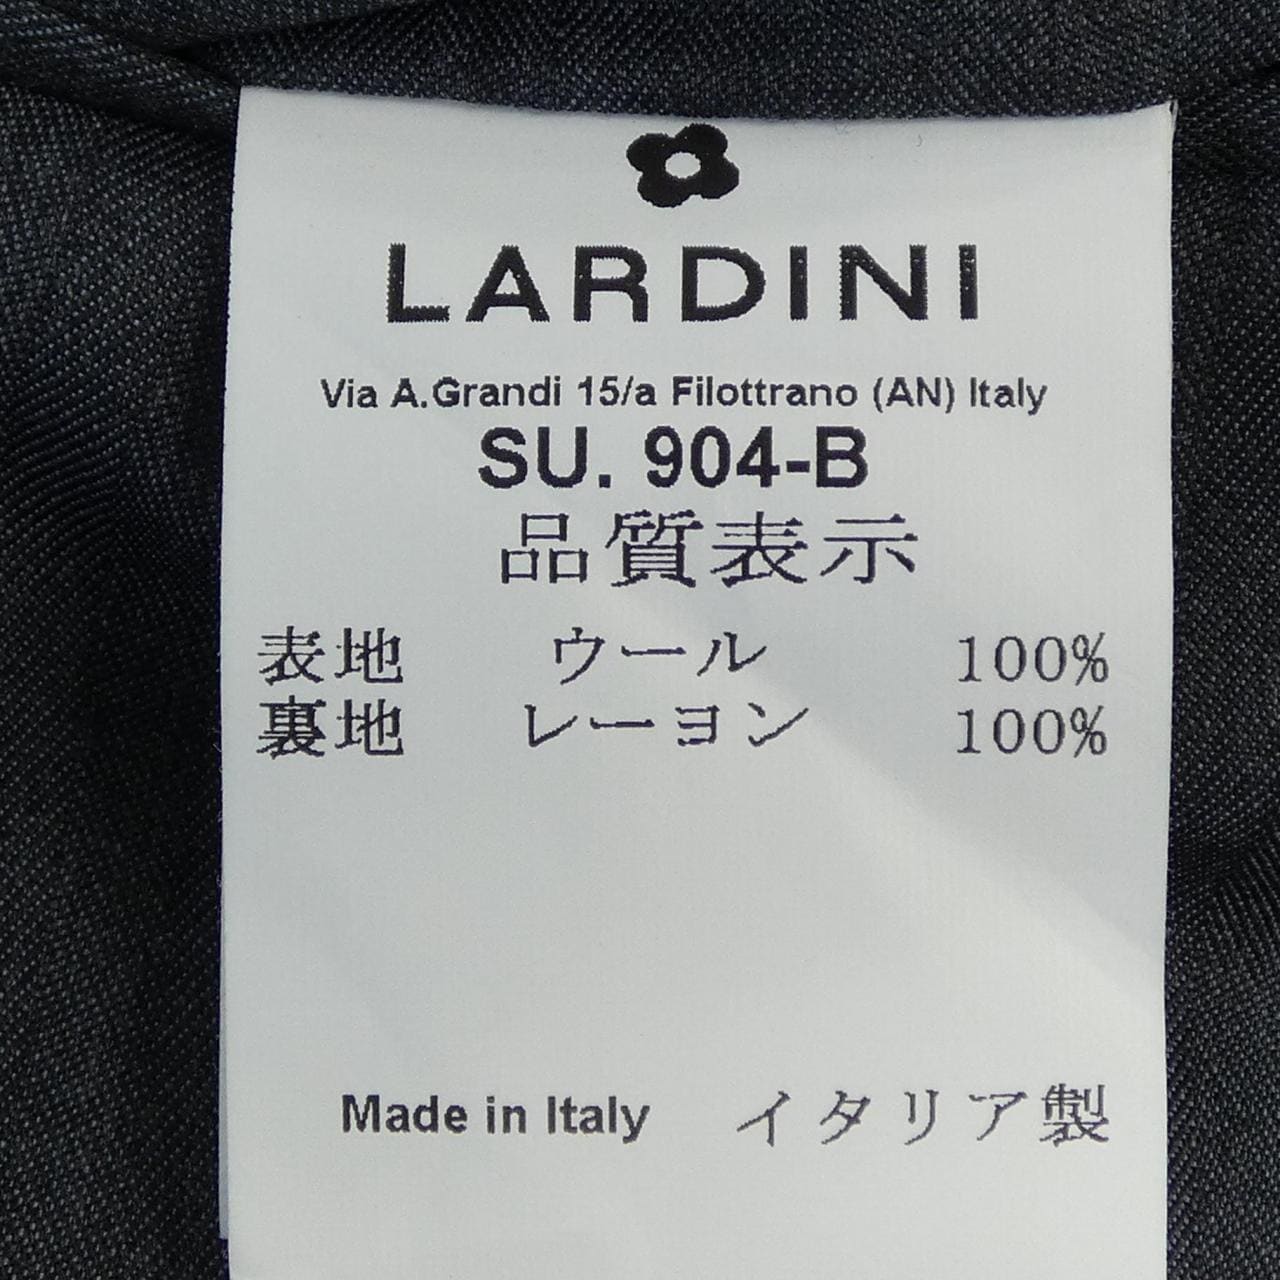 LARDINI
Via A.Grandi 15/a Filottrano (AN) Italy
SU. 904-B
品質表示
表地 ウール 100%
裏地 レーヨン 100%
Made in Italy イタリア製